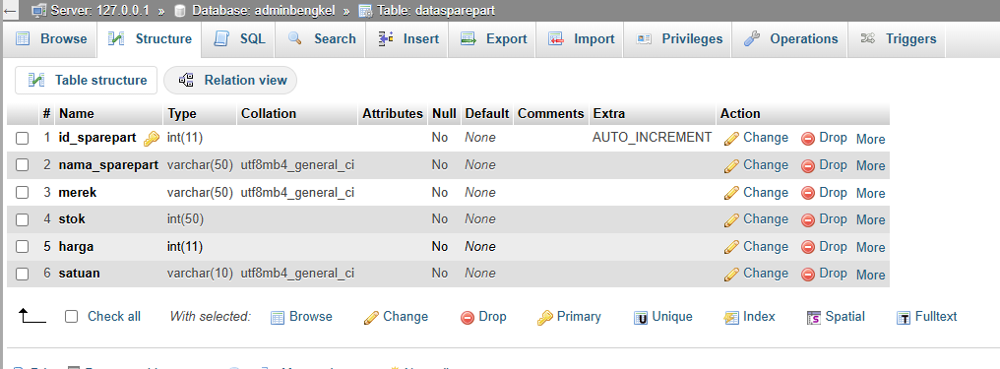 Server: 127.0.0.1 » Database: adminbengkel » Table: datasparepart
Browse Structure SQL Search Insert Export Import Privileges Operations Triggers
Table structure Relation view
# Name Type Collation Attributes Null Default Comments Extra Action
1 id_sparepart int(11) No None AUTO_INCREMENT Change Drop More
2 nama_sparepart varchar(50) utf8mb4_general_ci No None Change Drop More
3 merek varchar(50) utf8mb4_general_ci No None Change Drop More
4 stok int(50) No None Change Drop More
5 harga int(11) No None Change Drop More
6 satuan varchar(10) utf8mb4_general_ci No None Change Drop More
Check all With selected: Browse Change Drop Primary Unique Index Spatial Fulltext